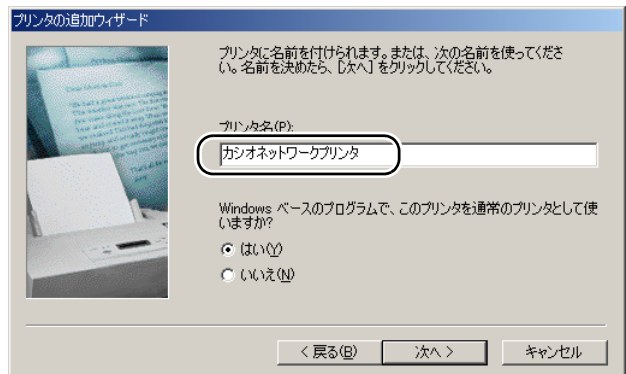 プリンタの追加ウィザード
プリンタに名前を付けられます。または、次の名前を使ってくださ
い。名前を決めたら、[次へ] をクリックしてください。
プリンタ名(P):
カシオネットワークプリンタ
Windows ベースのプログラムで、このプリンタを通常のプリンタとして使
いますか?
はい(Y)
いいえ(N)
< 戻る(B)
次へ >
キャンセル